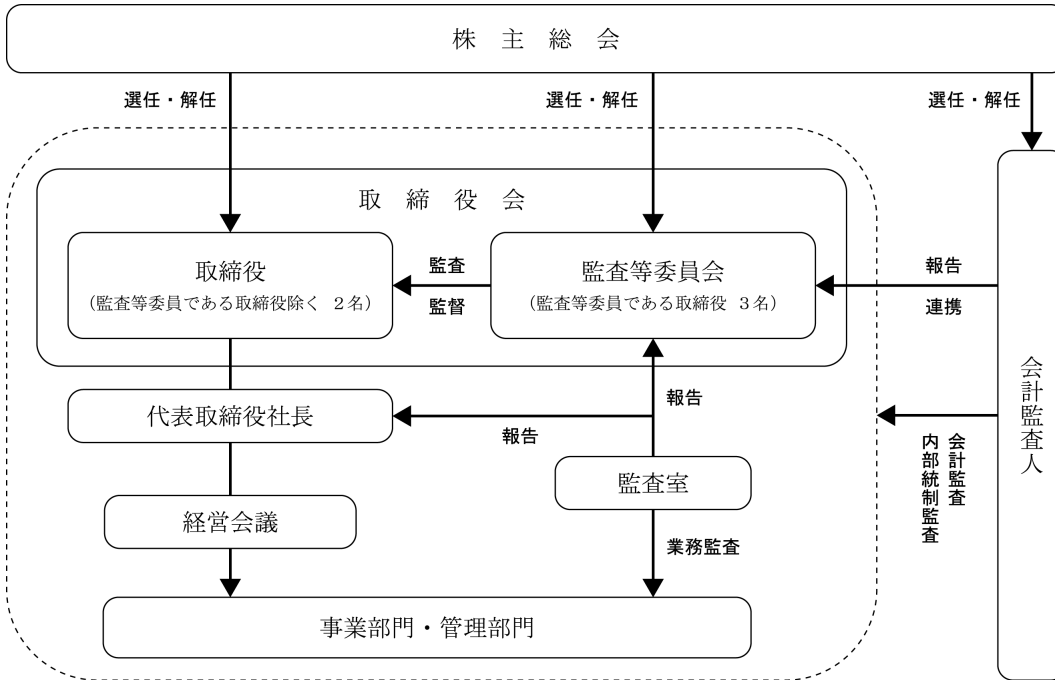 株主総会
選任・解任
選任・解任
選任・解任
取締役会
取締役
(監査等委員である取締役除く 2名)
監査
監督
監査等委員会
(監査等委員である取締役 3名)
報告
連携
会計監査人
代表取締役社長
報告
報告
会計監査
内部統制監査
監査室
経営会議
業務監査
事業部門・管理部門